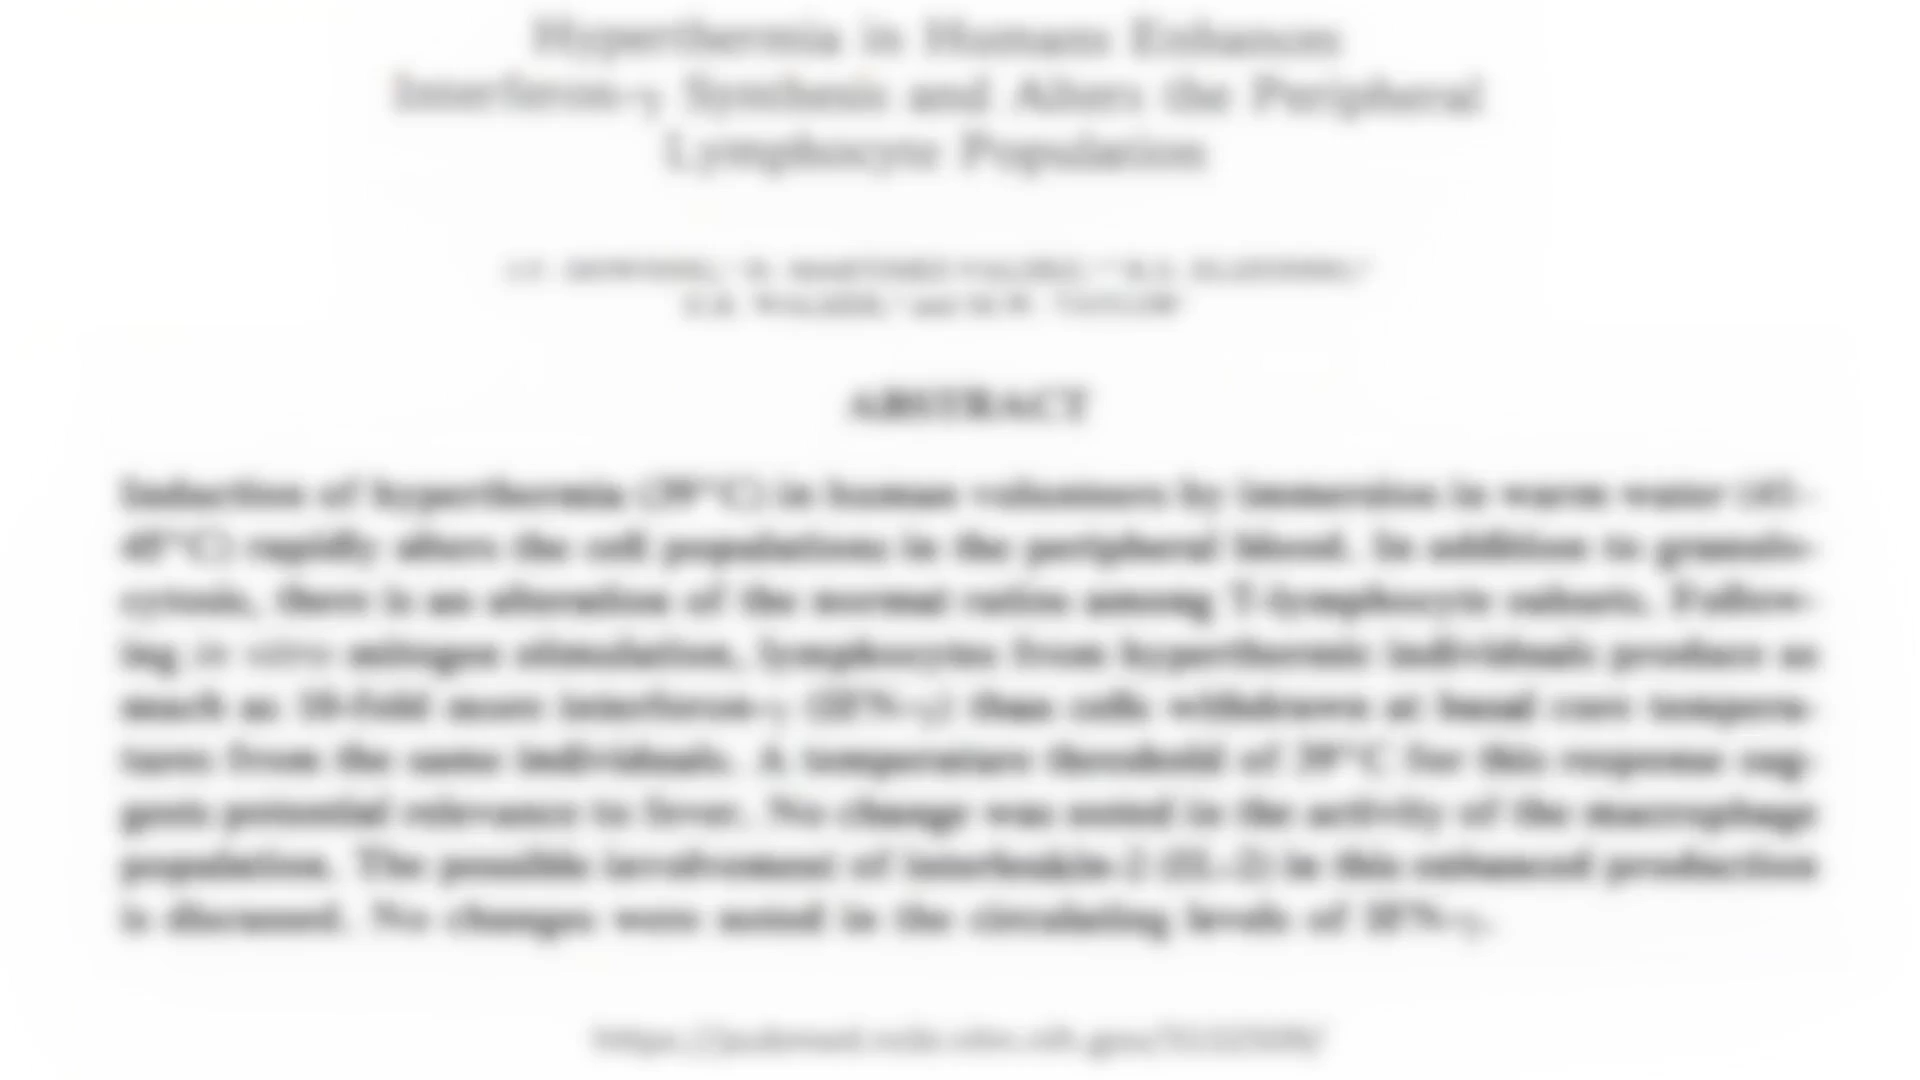 Hyperthermia in Humans Enhances
Interferon-γ Synthesis and Alters the Peripheral
Lymphocyte Population
ABSTRACT
Induction of hyperthermia (39°C) in human volunteers by immersion in warm water
rapidly alters the cell populations in the peripheral blood. In addition to granulo-
cytosis, there is an alteration of the normal ratios among T-lymphocyte subsets. Follow-
ing in vitro mitogen stimulation, lymphocytes from hyperthermic individuals produce as
much as 10-fold more interferon-γ (IFN-γ) than cells withdrawn at basal core tempera-
tures from the same individuals. A temperature threshold of 39°C for this response sug-
gests potential relevance to fever. No change was noted in the activity of the macrophage
population. The possible involvement of interleukin-2 (IL-2) in this enhanced production
is discussed. No changes were noted in the circulating levels of IFN-γ.